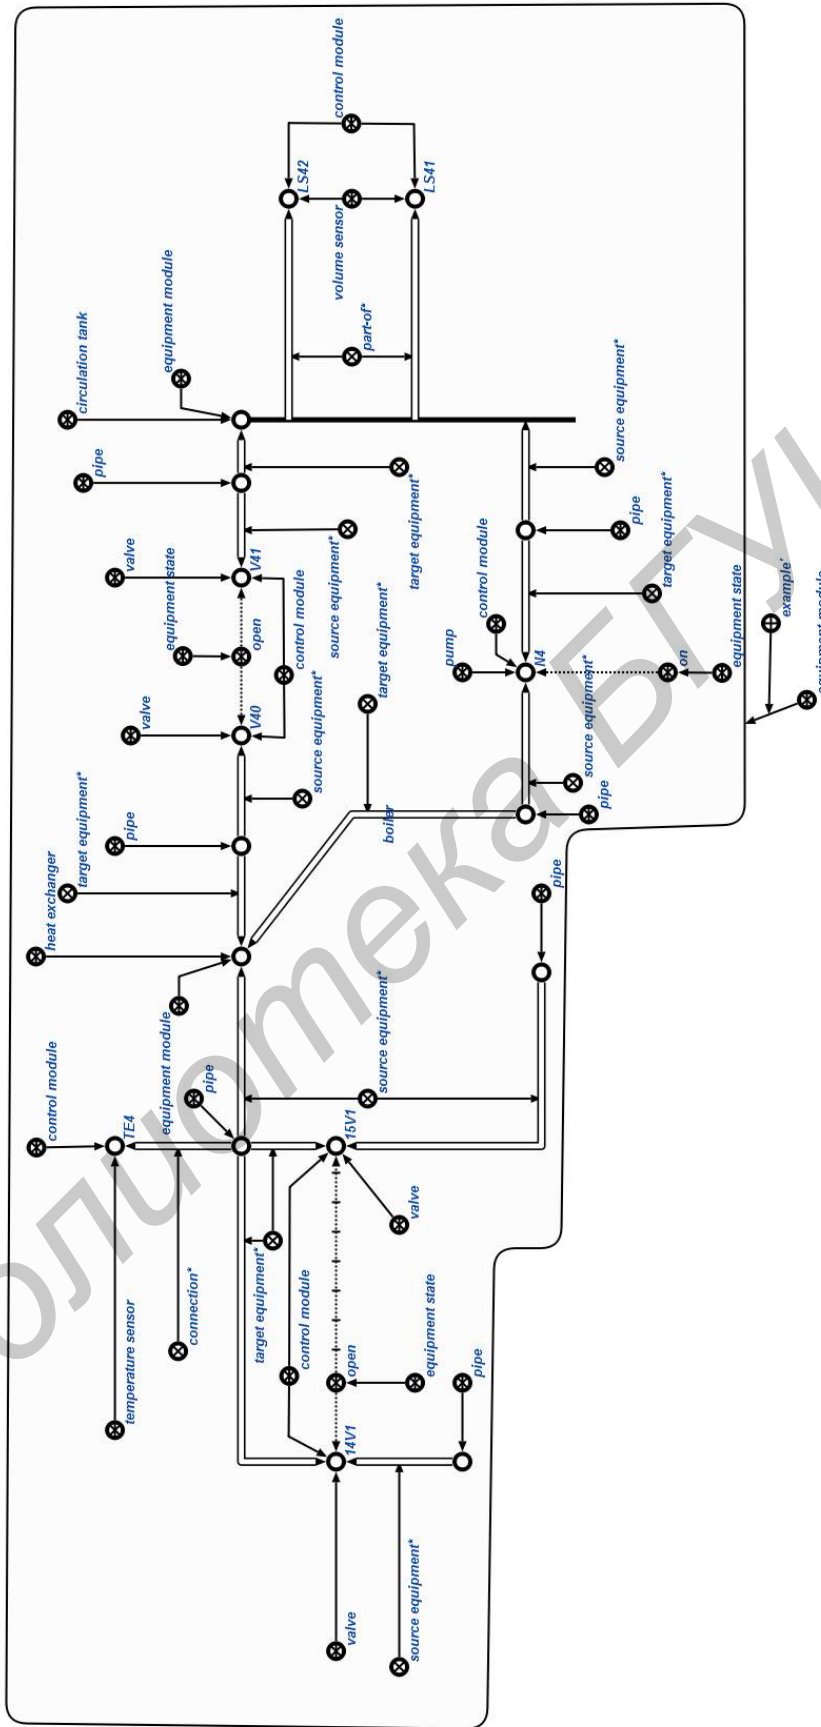 control module
heat exchanger
target equipment*
circulation tank
pipe
temperature sensor
TE4
pipe
valve
valve
equipment module
equipment state
equipment module
connection*
pipe
target equipment*
V40
open
V41
control module
control module
LS42
source equipment*
source equipment*
volume sensor
control module
valve
14V1
open
15V1
part-of*
source equipment*
target equipment*
boiler
source equipment*
valve
target equipment*
equipment state
LS41
pump
pipe
control module
N4
pipe
source equipment*
pipe
source equipment*
pipe
target equipment*
on
equipment state
example'
equipment module
лиотека БГУ